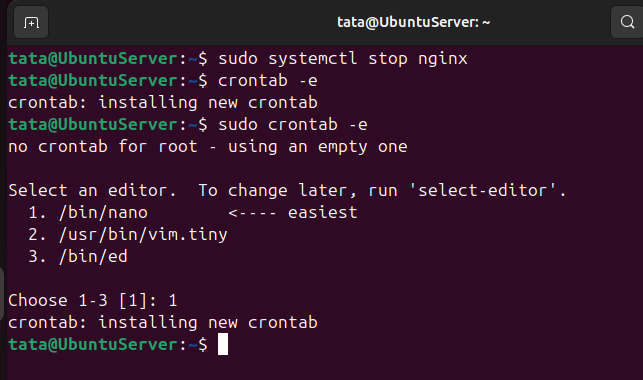 tata@UbuntuServer: ~
tata@UbuntuServer:~$ sudo systemctl stop nginx
tata@UbuntuServer:~$ crontab -e
crontab: installing new crontab
tata@UbuntuServer:~$ sudo crontab -e
no crontab for root - using an empty one

Select an editor.  To change later, run 'select-editor'.
  1. /bin/nano        <---- easiest
  2. /usr/bin/vim.tiny
  3. /bin/ed

Choose 1-3 [1]: 1
crontab: installing new crontab
tata@UbuntuServer:~$